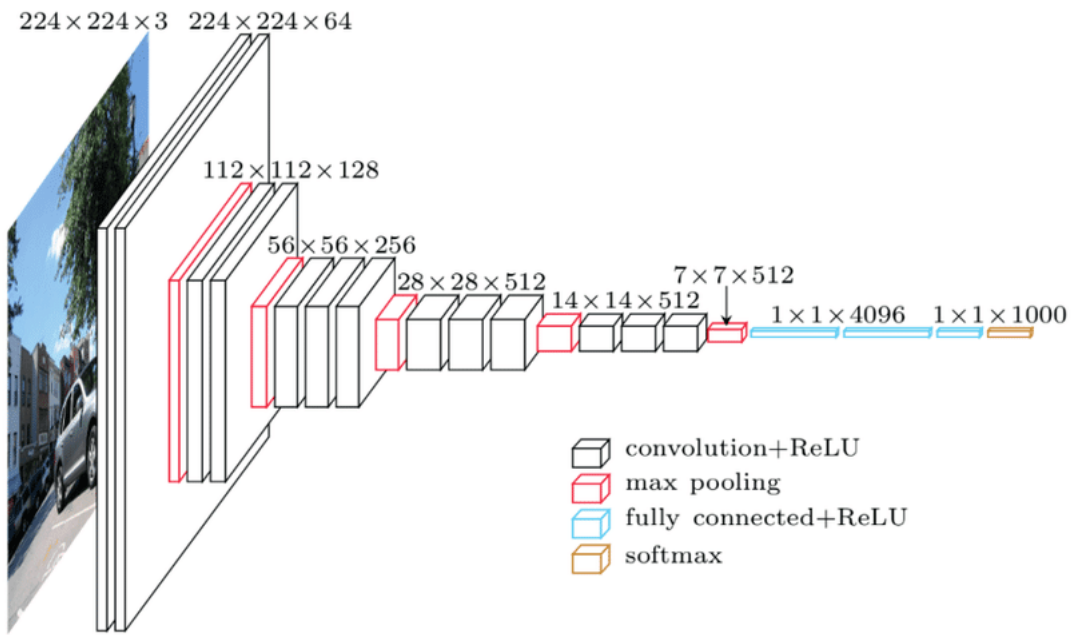 224×224×3
224×224×64
112×112×128
56×56×256
28×28×512
14×14×512
7×7×512
1×1×4096
1×1×1000
convolution+ReLU
max pooling
fully connected+ReLU
softmax